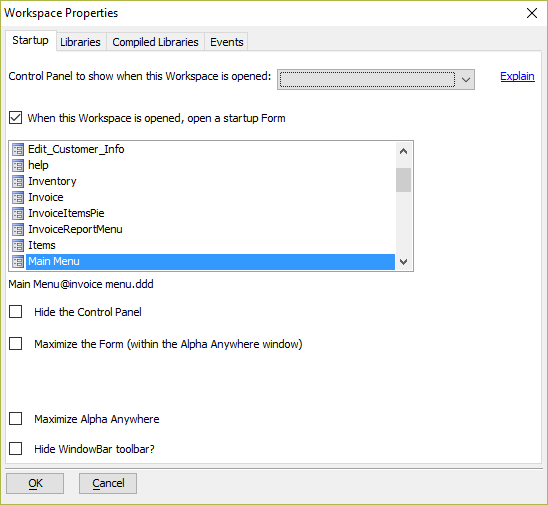 Workspace Properties
Startup Libraries Compiled Libraries Events
Control Panel to show when this Workspace is opened: Explain
When this Workspace is opened, open a startup Form
Edit_Customer_Info
help
Inventory
Invoice
InvoiceItemsPie
InvoiceReportMenu
Items
Main Menu
Main Menu@invoice menu.ddd
Hide the Control Panel
Maximize the Form (within the Alpha Anywhere window)
Maximize Alpha Anywhere
Hide WindowBar toolbar?
OK Cancel